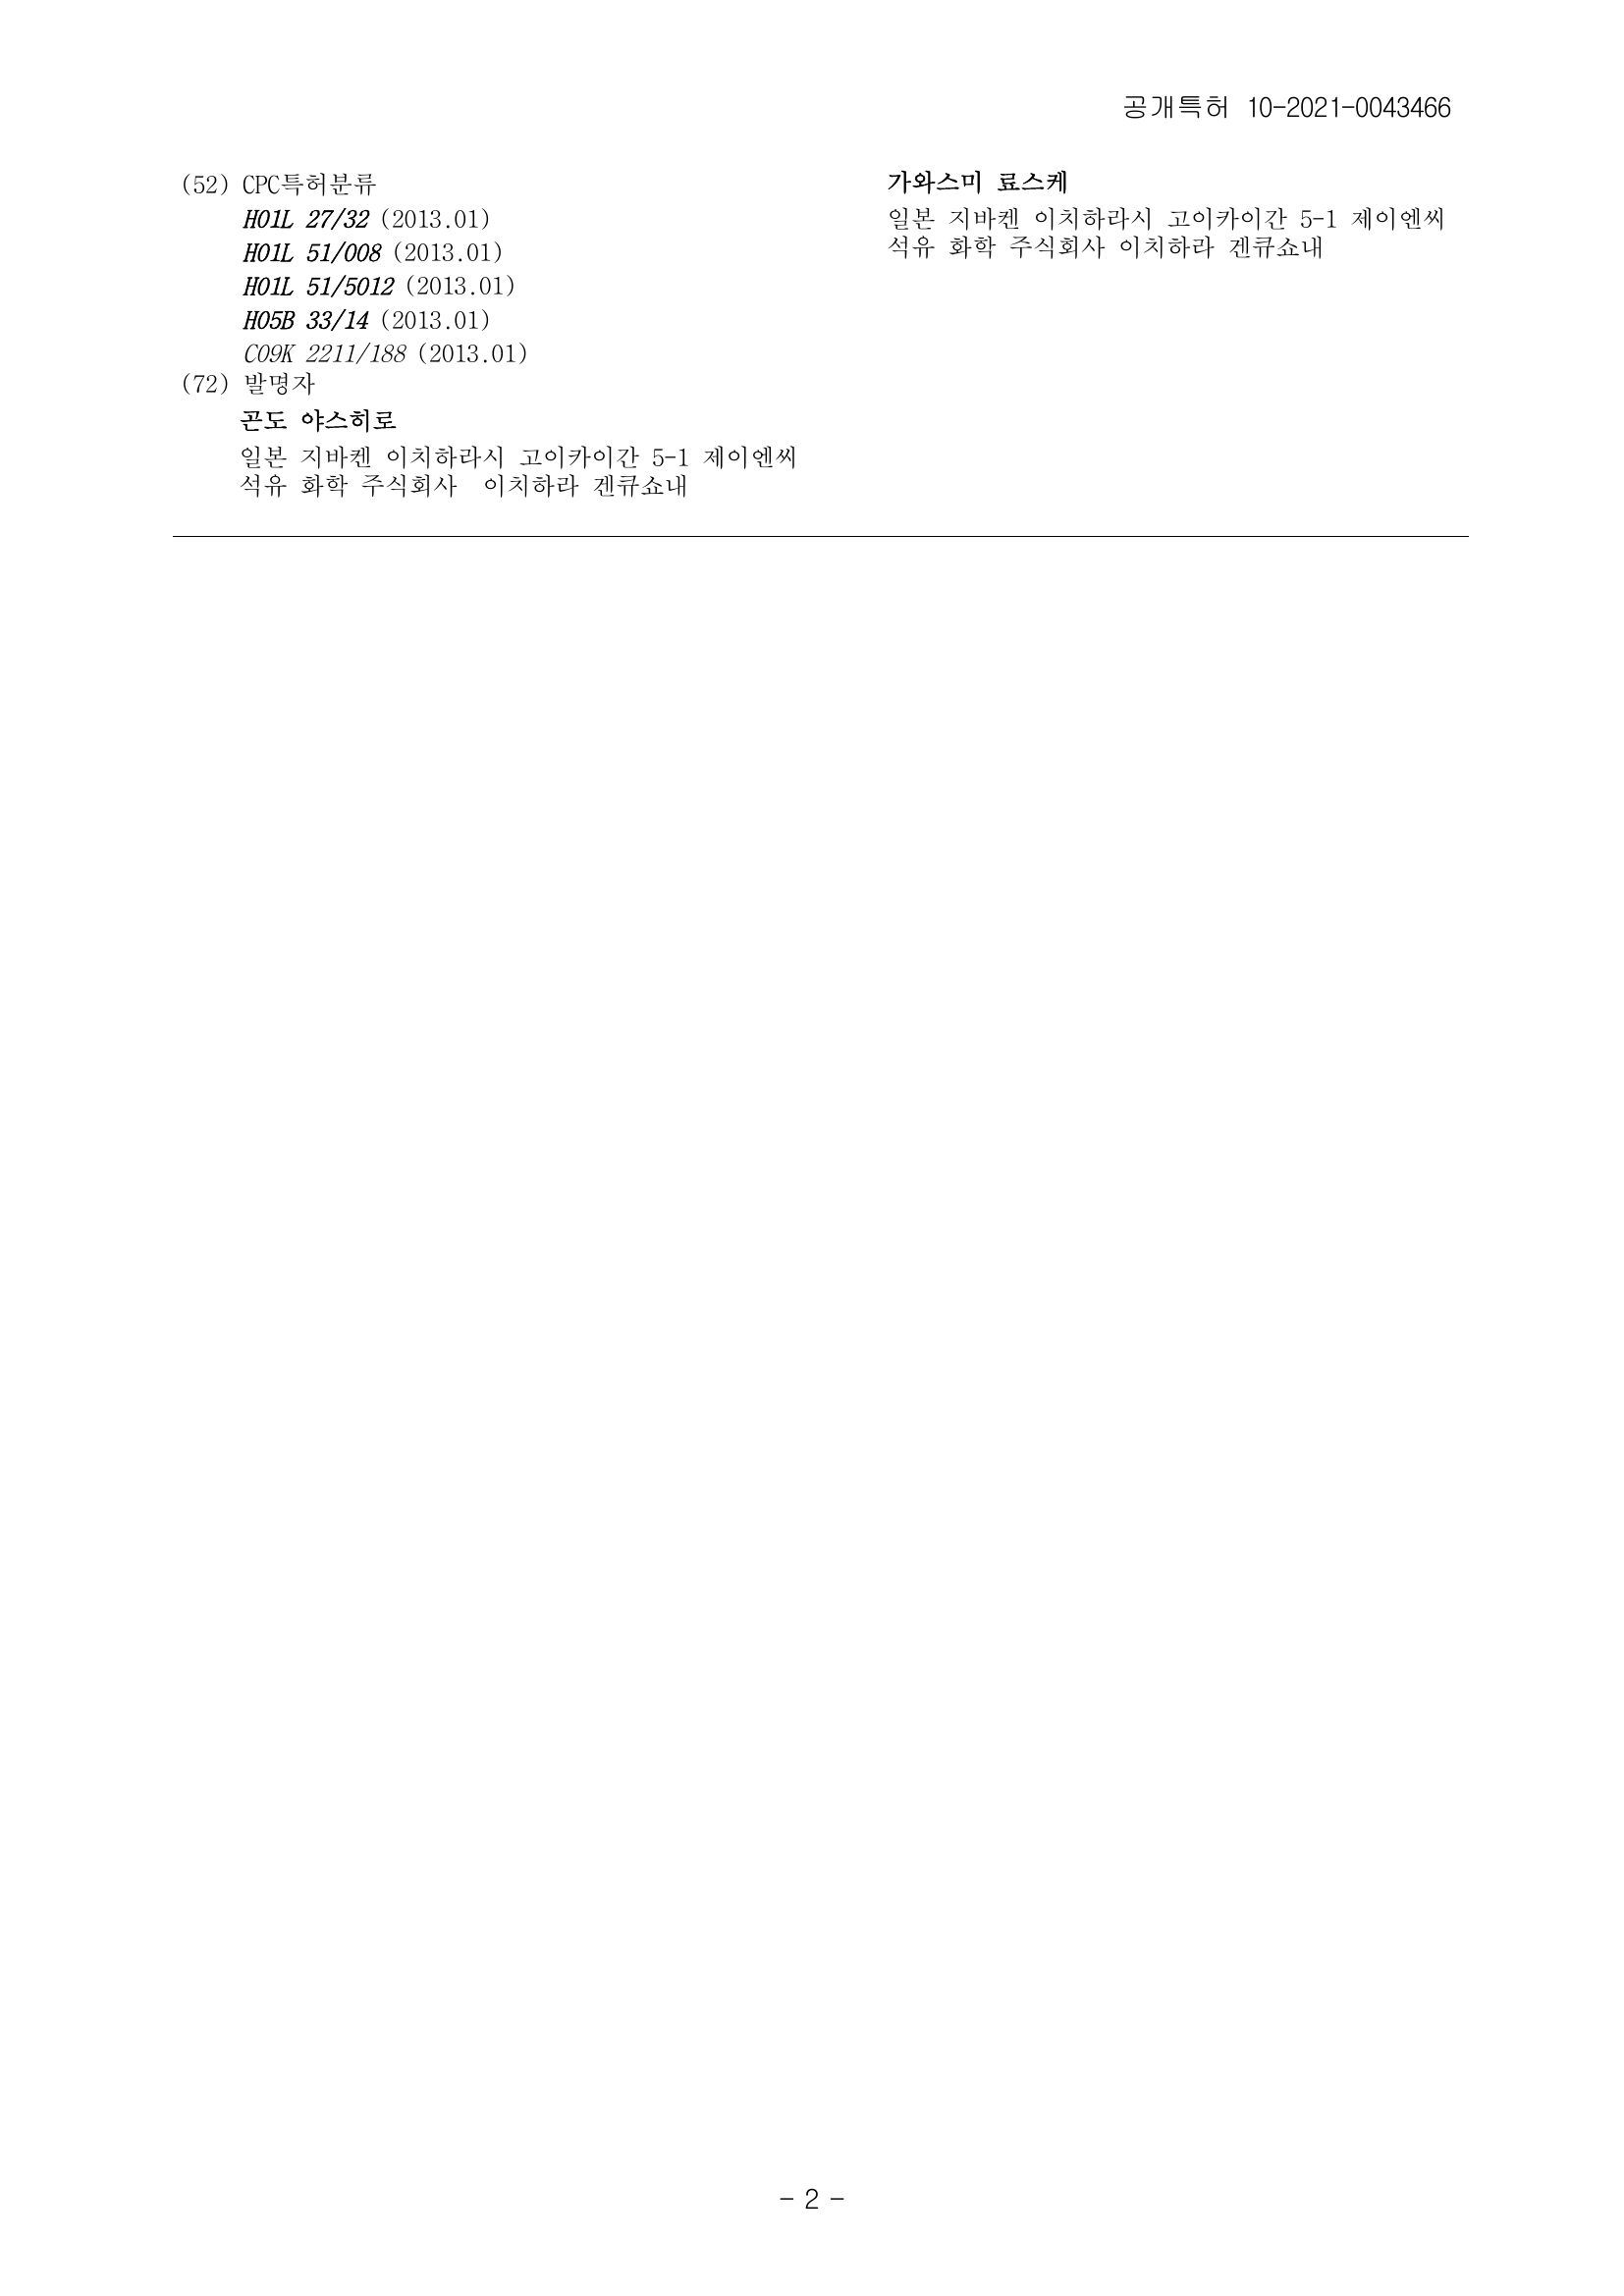 공개특허 10-2021-0043466
(52) CPC특허분류
H01L 27/32 (2013.01)
H01L 51/008 (2013.01)
H01L 51/5012 (2013.01)
H05B 33/14 (2013.01)
C09K 2211/188 (2013.01)
(72) 발명자
곤도 야스히로
일본 지바켄 이치하라시 고이카이간 5-1 제이엔씨
석유 화학 주식회사 이치하라 겐큐쇼내
가와스미 료스케
일본 지바켄 이치하라시 고이카이간 5-1 제이엔씨
석유 화학 주식회사 이치하라 겐큐쇼내
- 2 -